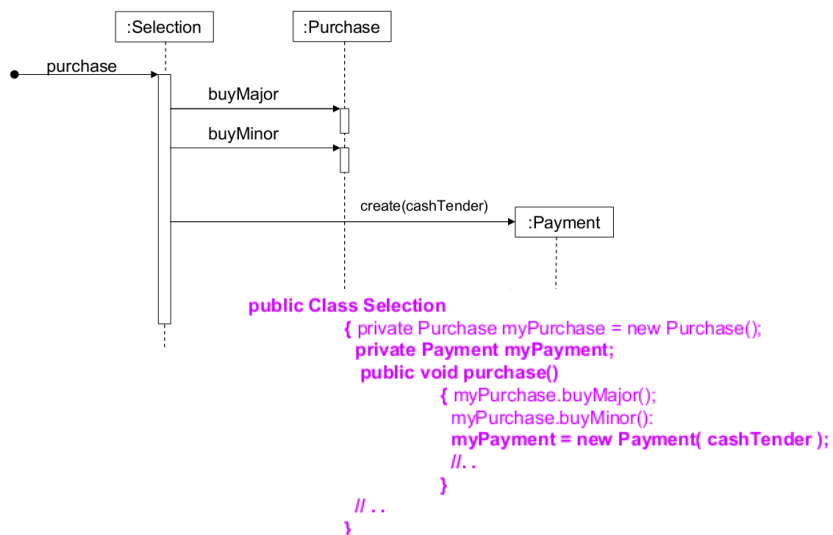 :Selection
:Purchase
purchase
buyMajor
buyMinor
create(cashTender)
:Payment
public Class Selection
{ private Purchase myPurchase = new Purchase();
private Payment myPayment;
public void purchase()
{ myPurchase.buyMajor();
myPurchase.buyMinor():
myPayment = new Payment( cashTender );
//. .
}
// . .
}